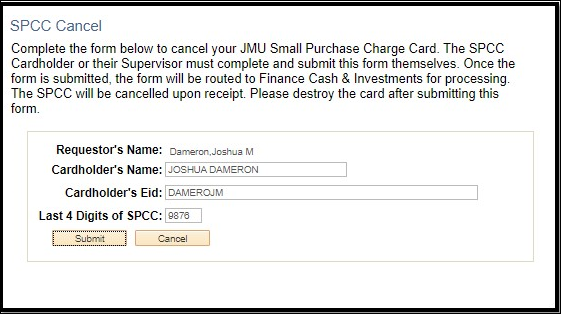 SPCC Cancel
Complete the form below to cancel your JMU Small Purchase Charge Card. The SPCC
Cardholder or their Supervisor must complete and submit this form themselves. Once the
form is submitted, the form will be routed to Finance Cash & Investments for processing.
The SPCC will be cancelled upon receipt. Please destroy the card after submitting this
form.
Requestor's Name: Dameron,Joshua M
Cardholder's Name: JOSHUA DAMERON
Cardholder's Eid: DAMEROJM
Last 4 Digits of SPCC: 9876
Submit Cancel